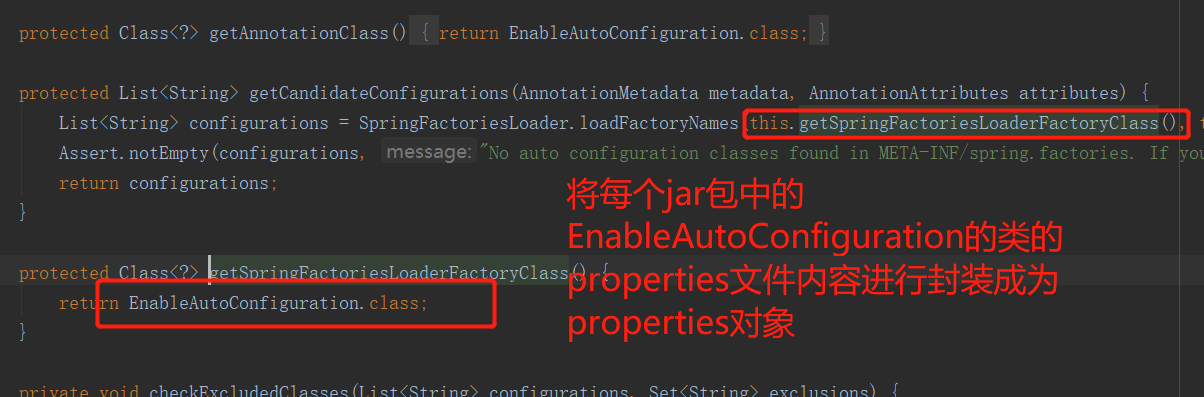 protected Class<?> getAnnotationClass() { return EnableAutoConfiguration.class; }
protected List<String> getCandidateConfigurations(AnnotationMetadata metadata, AnnotationAttributes attributes) {
List<String> configurations = SpringFactoriesLoader.loadFactoryNames(this.getSpringFactoriesLoaderFactoryClass(), t
Assert.notEmpty(configurations, message: "No auto configuration classes found in META-INF/spring.factories. If you
return configurations;
}
将每个jar包中的
EnableAutoConfiguration的类的
properties文件内容进行封装成为
properties对象
protected Class<?> getSpringFactoriesLoaderFactoryClass() {
return EnableAutoConfiguration.class;
}
private void checkExcludedClasses(List<String> configurations, Set<String> exclusions) {